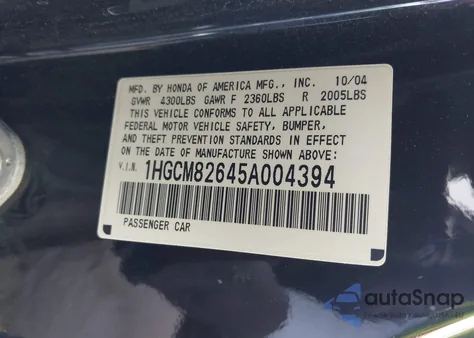 MFD. BY HONDA OF AMERICA MFG., INC. 10/04
GVWR 4300LBS GAWR F 2360LBS R 2005LBS
THIS VEHICLE CONFORMS TO ALL APPLICABLE
FEDERAL MOTOR VEHICLE SAFETY, BUMPER,
AND THEFT PREVENTION STANDARDS IN EFFECT
ON THE DATE OF MANUFACTURE SHOWN ABOVE:
V.I.N. 1HGCM82645A004394
PASSENGER CAR
autoSnap